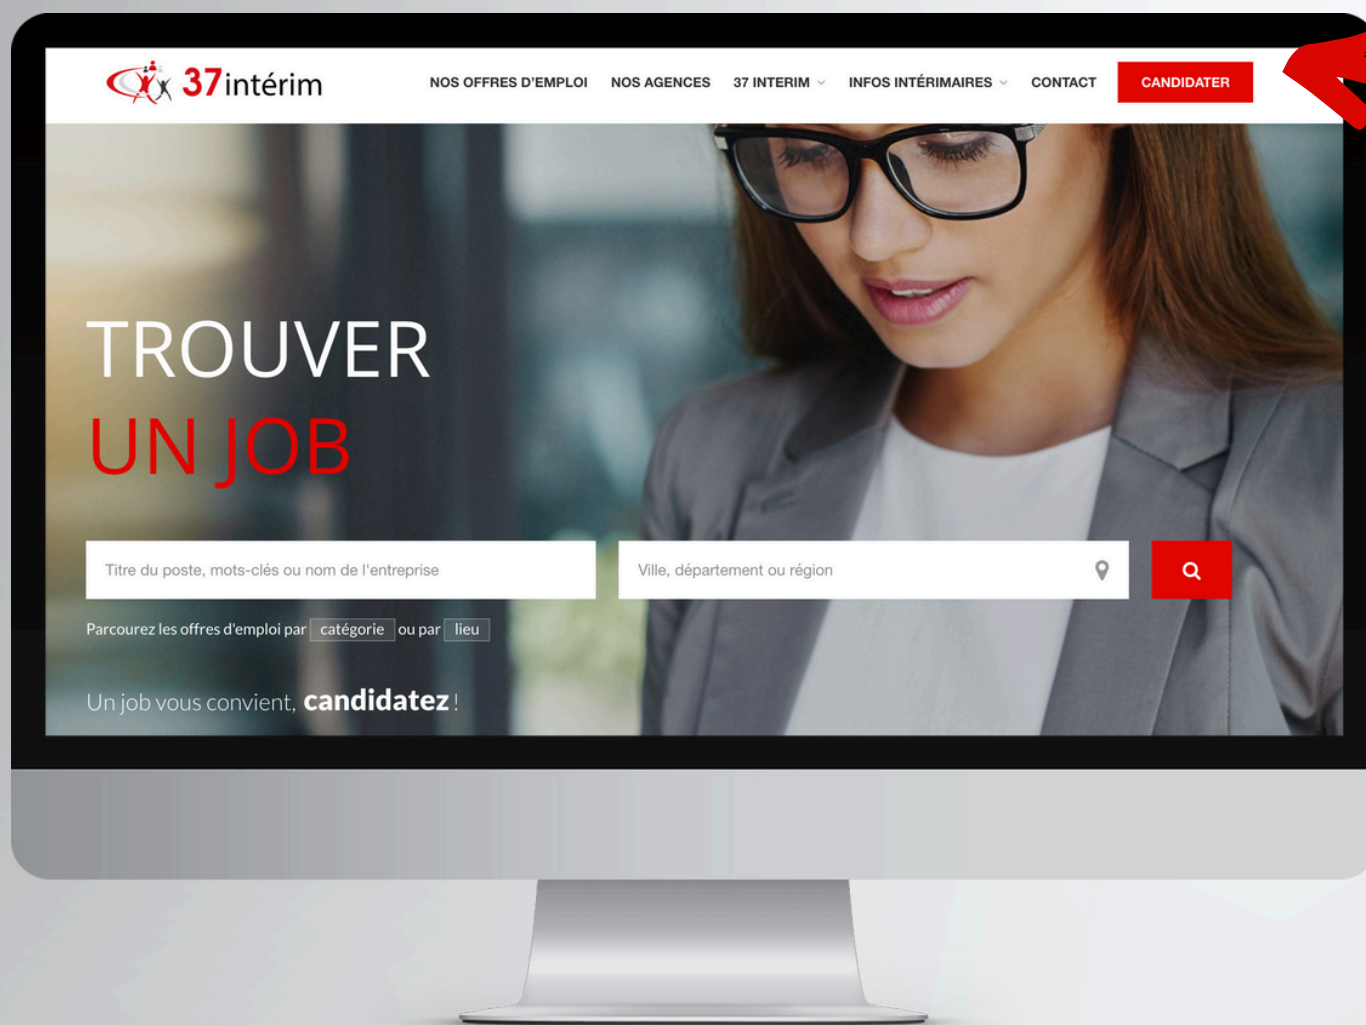 37intérim
NOS OFFRES D'EMPLOI NOS AGENCES 37 INTERIM INFOS INTÉRIMAIRES CONTACT CANDIDATER
TROUVER
UN JOB
Titre du poste, mots-clés ou nom de l'entreprise
Ville, département ou région
Parcourez les offres d'emploi par catégorie ou par lieu
Un job vous convient, candidatez !